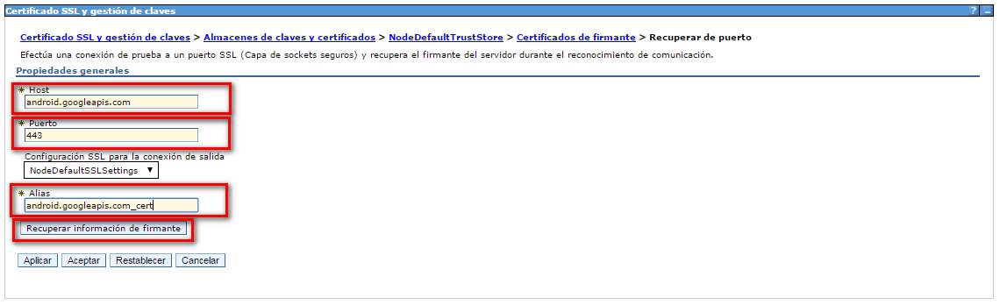 Certificado SSL y gestión de claves ? _
Certificado SSL y gestión de claves > Almacenes de claves y certificados > NodeDefaultTrustStore > Certificados de firmante > Recuperar de puerto
Efectúa una conexión de prueba a un puerto SSL (Capa de sockets seguros) y recupera el firmante del servidor durante el reconocimiento de comunicación.
Propiedades generales
* Host
android.googleapis.com
* Puerto
443
Configuración SSL para la conexión de salida
NodeDefaultSSLSettings
* Alias
android.googleapis.com_cert
Recuperar información de firmante
Aplicar Aceptar Restablecer Cancelar